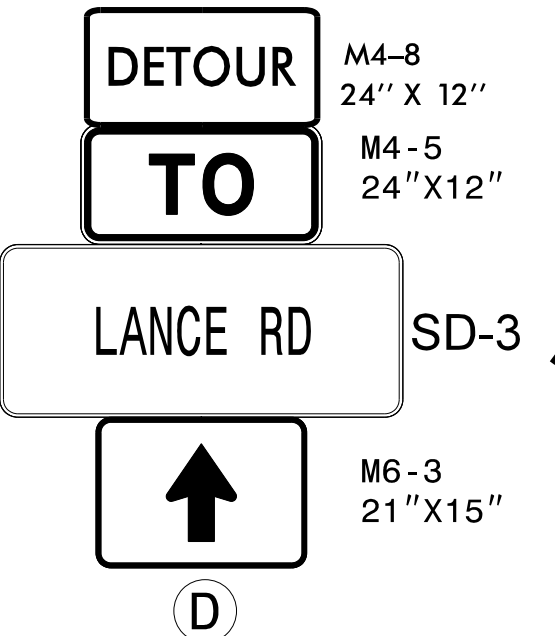 DETOUR
M4–8
24'' X 12''
TO
M4-5
24"X12"
LANCE RD
SD-3
M6-3
21"X15"
D